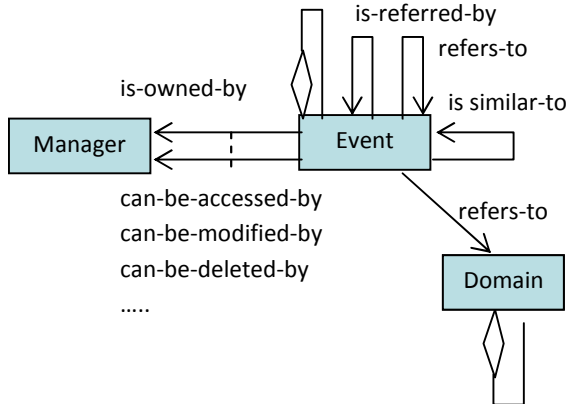 is-referred-by
refers-to
is-owned-by
is similar-to
Manager
Event
can-be-accessed-by
refers-to
can-be-modified-by
can-be-deleted-by
Domain
…..